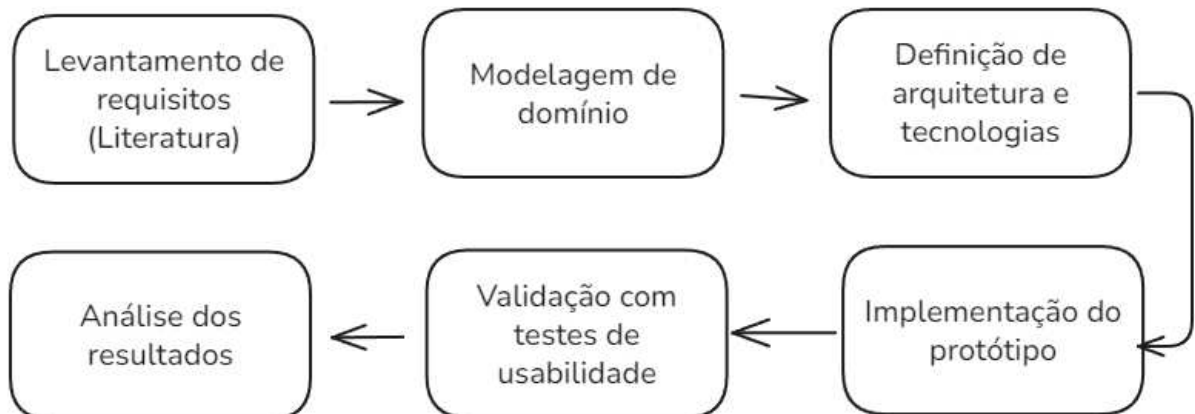 Levantamento de
requisitos
(Literatura)
Modelagem de
domínio
Definição de
arquitetura e
tecnologias
Implementação do
protótipo
Validação com
testes de
usabilidade
Análise dos
resultados